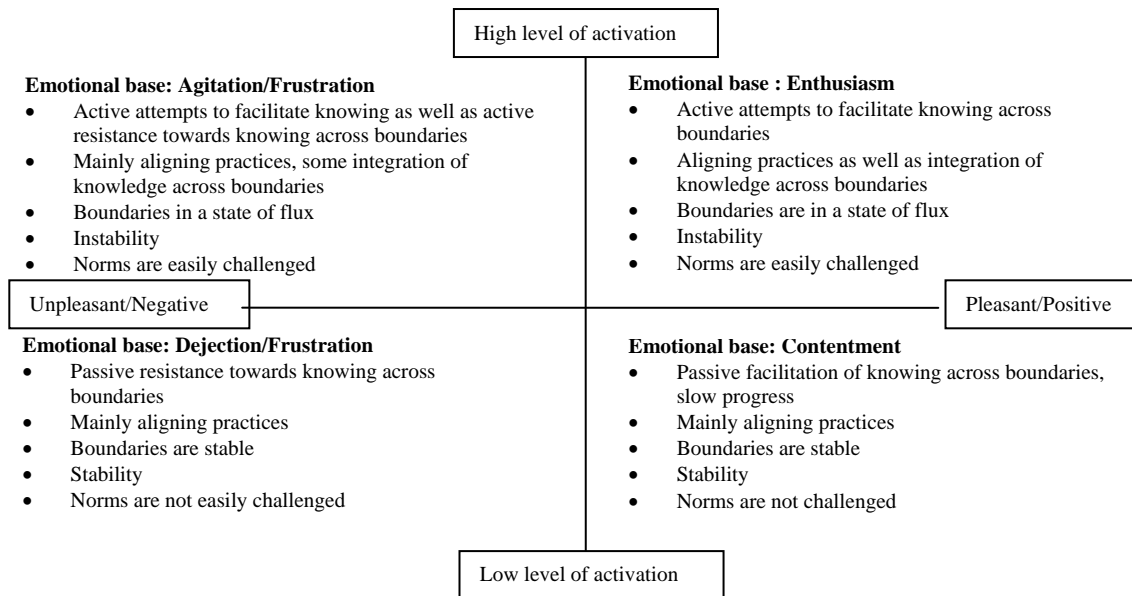 High level of activation
Emotional base: Agitation/Frustration
• Active attempts to facilitate knowing as well as active
resistance towards knowing across boundaries
• Mainly aligning practices, some integration of
knowledge across boundaries
• Boundaries in a state of flux
• Instability
• Norms are easily challenged
Emotional base : Enthusiasm
• Active attempts to facilitate knowing across
boundaries
• Aligning practices as well as integration of
knowledge across boundaries
• Boundaries are in a state of flux
• Instability
• Norms are easily challenged
Unpleasant/Negative
Pleasant/Positive
Emotional base: Dejection/Frustration
• Passive resistance towards knowing across
boundaries
• Mainly aligning practices
• Boundaries are stable
• Stability
• Norms are not easily challenged
Emotional base: Contentment
• Passive facilitation of knowing across boundaries,
slow progress
• Mainly aligning practices
• Boundaries are stable
• Stability
• Norms are not challenged
Low level of activation